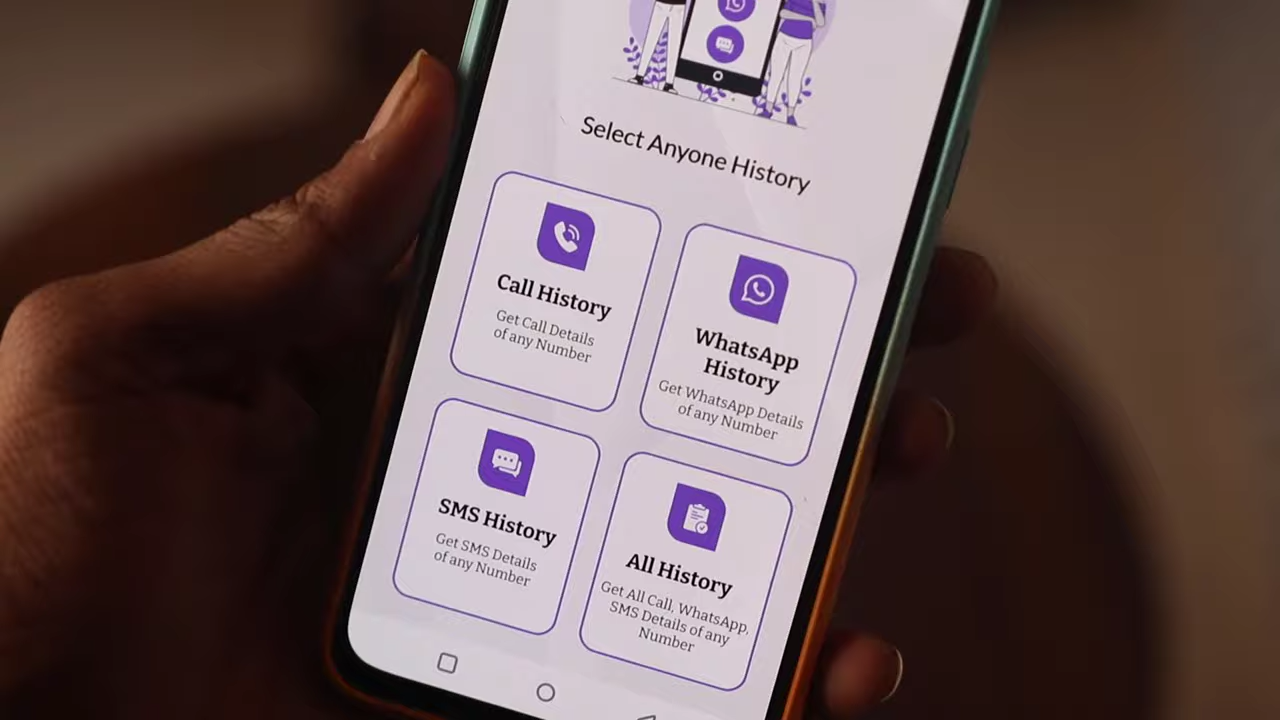 Select Anyone History
Call History
Get Call Details
of any Number
WhatsApp
History
Get WhatsApp Details
of any Number
SMS History
Get SMS Details
of any Number
All History
Get All Call, WhatsApp,
SMS Details of any
Number